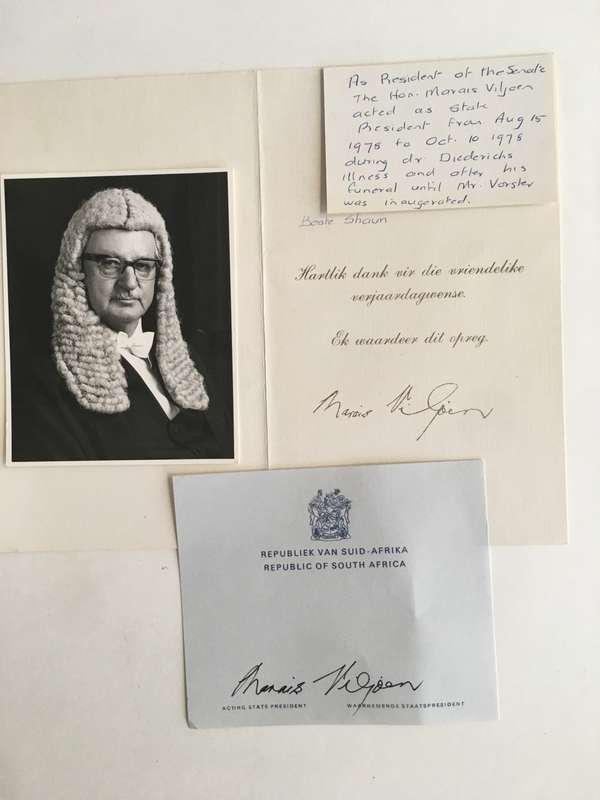 As President of the Senate
The Hon. Marais Viljoen
acted as State
President from Aug 15
1978 to Oct. 10 1978
during dr. Diederichs
illness and after his
funeral until Mr. Vorster
was inaugerated.
Beste Shaun
Hartlik dank vir die vriendelike
verjaardagwense.
Ek waardeer dit opreg.
Marais Viljoen
REPUBLIEK VAN SUID-AFRIKA
REPUBLIC OF SOUTH AFRICA
Marais Viljoen
ACTING STATE PRESIDENT WAARNEMENDE STAATSPRESIDENT